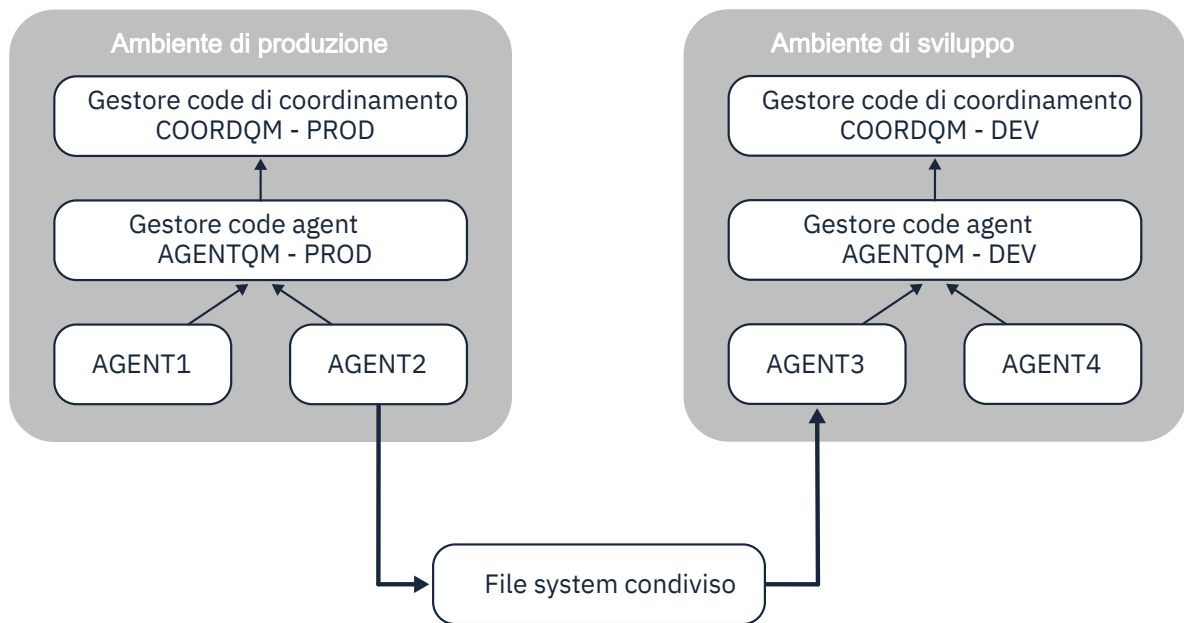 Ambiente di produzione
Gestore code di coordinamento
COORDQM - PROD
Gestore code agent
AGENTQM - PROD
AGENT1
AGENT2
Ambiente di sviluppo
Gestore code di coordinamento
COORDQM - DEV
Gestore code agent
AGENTQM - DEV
AGENT3
AGENT4
File system condiviso